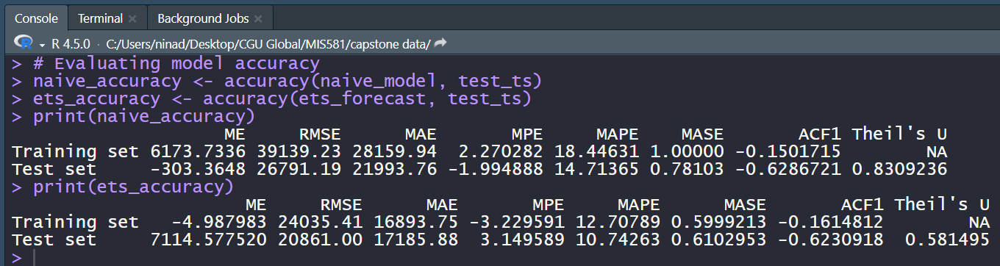 Console Terminal × Background Jobs ×
R R 4.5.0 · C:/Users/ninad/Desktop/CGU Global/MIS581/capstone data/
> # Evaluating model accuracy
> naive_accuracy <- accuracy(naive_model, test_ts)
> ets_accuracy <- accuracy(ets_forecast, test_ts)
> print(naive_accuracy)
                    ME     RMSE      MAE       MPE     MAPE    MASE       ACF1 Theil's U
Training set 6173.7336 39139.23 28159.94  2.270282 18.44631 1.00000 -0.1501715        NA
Test set     -303.3648 26791.19 21993.76 -1.994888 14.71365 0.78103 -0.6286721 0.8309236
> print(ets_accuracy)
                      ME     RMSE      MAE       MPE     MAPE      MASE       ACF1 Theil's U
Training set   -4.987983 24035.41 16893.75 -3.229591 12.70789 0.5999213 -0.1614812        NA
Test set     7114.577520 20861.00 17185.88  3.149589 10.74263 0.6102953 -0.6230918  0.581495
>